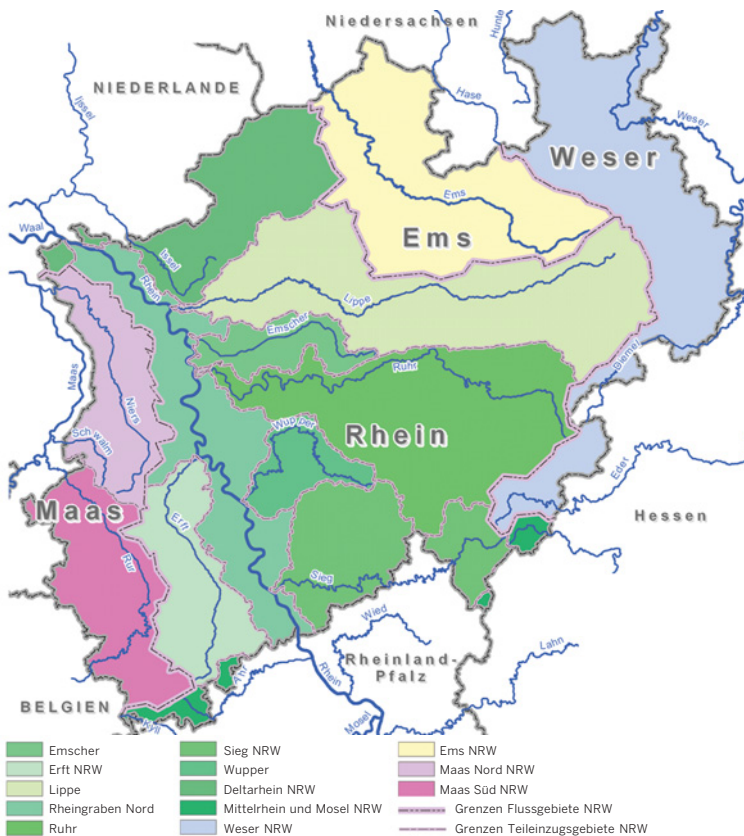 Niedersachsen
Hunte
NIEDERLANDE
Ijssel
Hase
Weser
Weser
Ems
Waal
Ems
Issel
Rhein
Lippe
Emscher
Diemel
Maas
Ruhr
Niers
Wupper
Rhein
Schwalm
Eder
Maas
Erft
Hessen
Rur
Sieg
Wied
Lahn
Rheinland-
Pfalz
Rhein
Ahr
BELGIEN
Mosel
Kyll
Emscher
Erft NRW
Lippe
Rheingraben Nord
Ruhr
Sieg NRW
Wupper
Deltarhein NRW
Mittelrhein und Mosel NRW
Weser NRW
Ems NRW
Maas Nord NRW
Maas Süd NRW
Grenzen Flussgebiete NRW
Grenzen Teileinzugsgebiete NRW